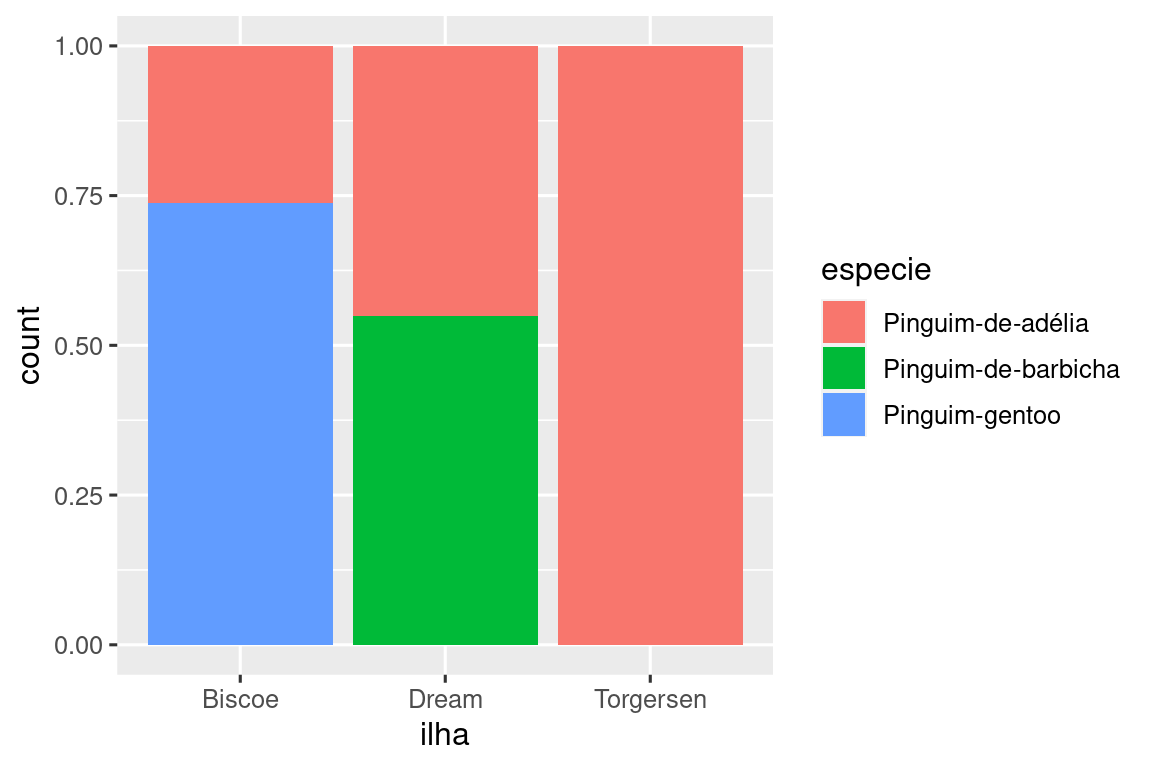 1.00
0.75
0.50
0.25
0.00
count
Biscoe
Dream
Torgersen
ilha
especie
Pinguim-de-adélia
Pinguim-de-barbicha
Pinguim-gentoo